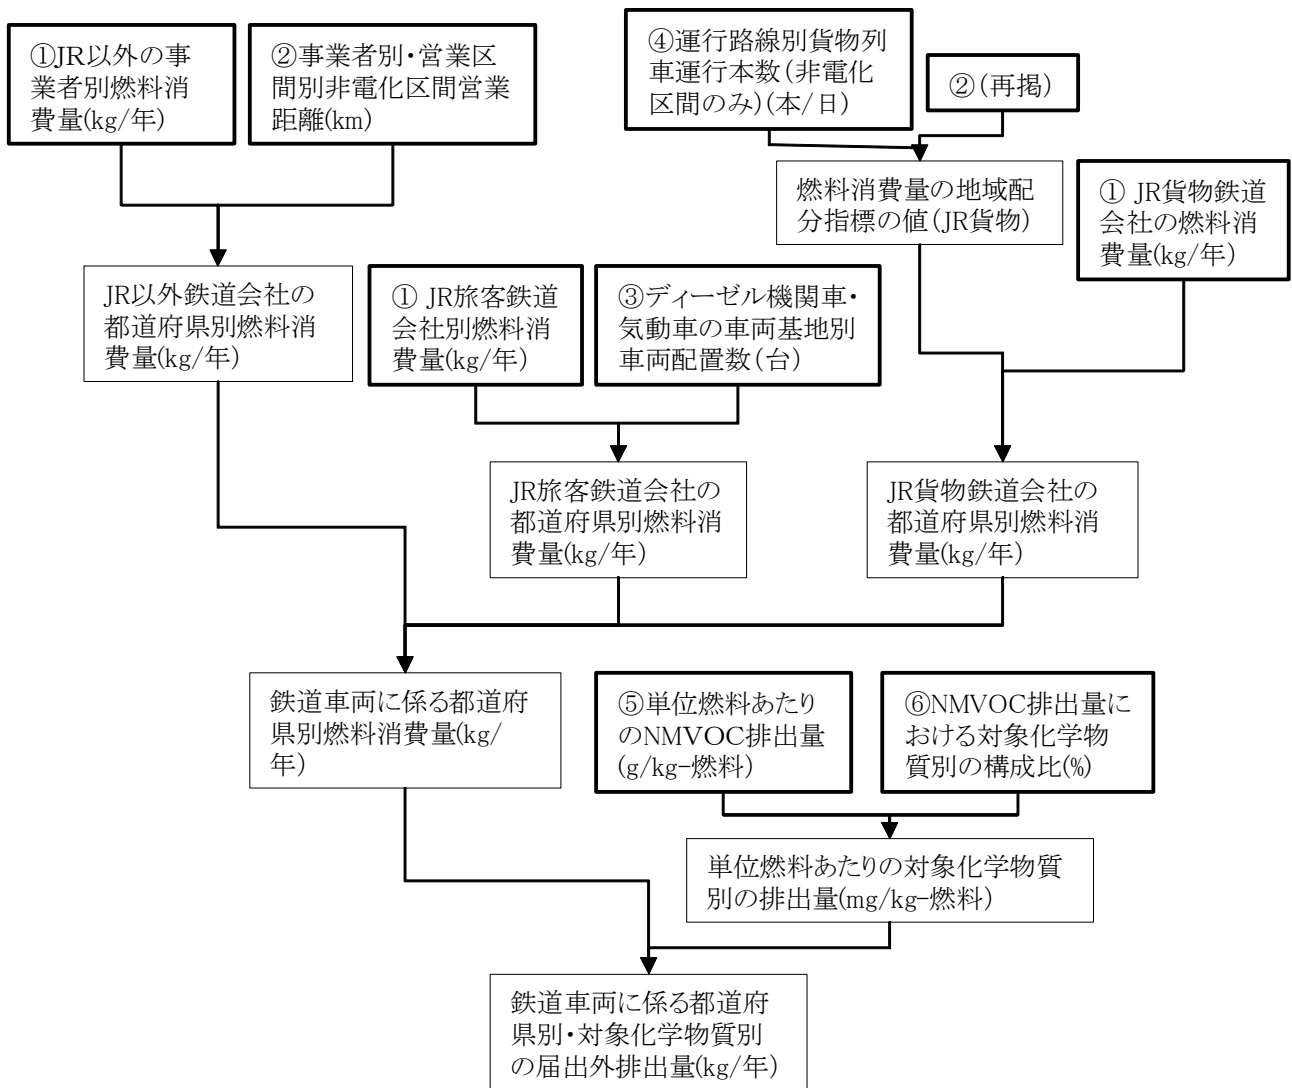 ①JR以外の事
業者別燃料消
費量(kg/年)
②事業者別・営業区
間別非電化区間営業
距離(km)
④運行路線別貨物列
車運行本数（非電化
区間のみ）(本/日)
②（再掲）
燃料消費量の地域配
分指標の値（JR貨物）
① JR貨物鉄道
会社の燃料消
費量(kg/年)
JR以外鉄道会社の
都道府県別燃料消
費量(kg/年)
① JR旅客鉄道
会社別燃料消
費量(kg/年)
③ディーゼル機関車・
気動車の車両基地別
車両配置数（台）
JR旅客鉄道会社の
都道府県別燃料消
費量(kg/年)
JR貨物鉄道会社の
都道府県別燃料消
費量(kg/年)
鉄道車両に係る都道府
県別燃料消費量(kg/
年)
⑤単位燃料あたり
のNMVOC排出量
(g/kg-燃料)
⑥NMVOC排出量に
おける対象化学物
質別の構成比(%)
単位燃料あたりの対象化学物質
別の排出量(mg/kg-燃料)
鉄道車両に係る都道府
県別・対象化学物質別
の届出外排出量(kg/年)